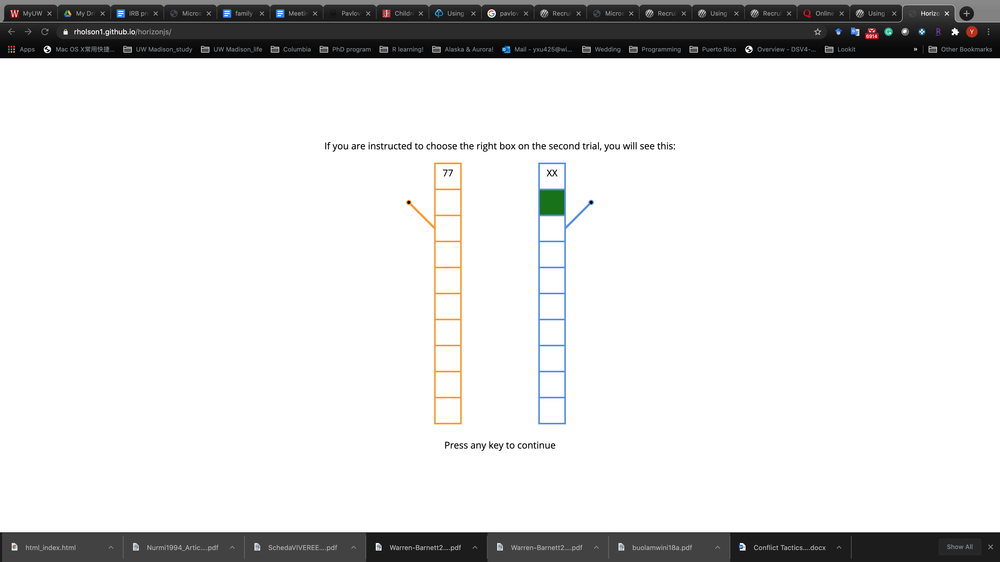 MyUW My Dri IRB pro Micros family Meetin Pavlovi Childre Using pavlov Recrui Micros Recrui Using Recrui Online Using Horizo
rholson1.github.io/horizonjs/ 6914 Y
Apps Mac OS X常用快捷... UW Madison_study UW Madison_life Columbia PhD program R learning! Alaska & Aurora! Mail - yxu425@wi... Wedding Programming Puerto Rico Overview - DSV4-... Lookit » Other Bookmarks
If you are instructed to choose the right box on the second trial, you will see this:
77 XX
Press any key to continue
html_index.html Nurmi1994_Artic....pdf SchedaVIVEREE....pdf Warren-Barnett2....pdf Warren-Barnett2....pdf buolamwini18a.pdf Conflict Tactics....docx Show All